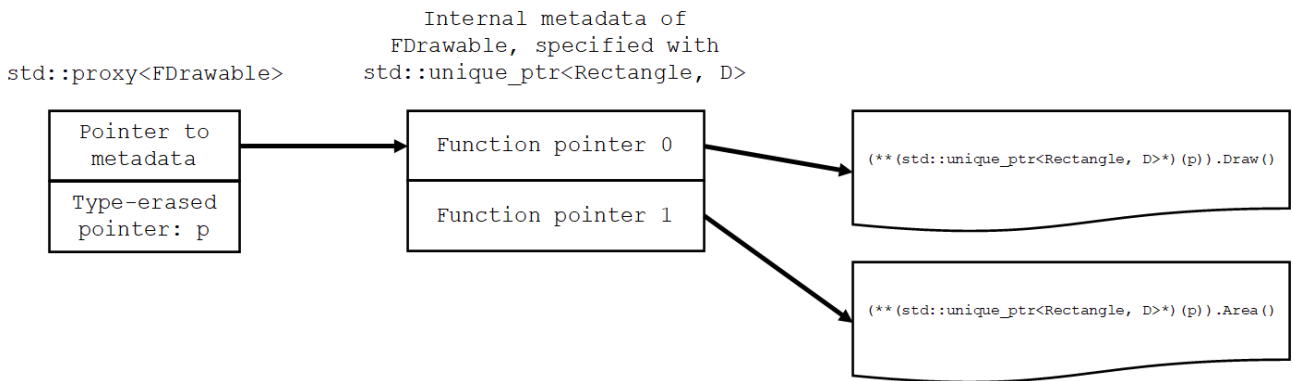 Internal metadata of
FDrawable, specified with
std::unique_ptr<Rectangle, D>
std::proxy<FDrawable>
Pointer to
metadata
Type-erased
pointer: p
Function pointer 0
Function pointer 1
(**(std::unique_ptr<Rectangle, D>*)(p)).Draw()
(**(std::unique_ptr<Rectangle, D>*)(p)).Area()